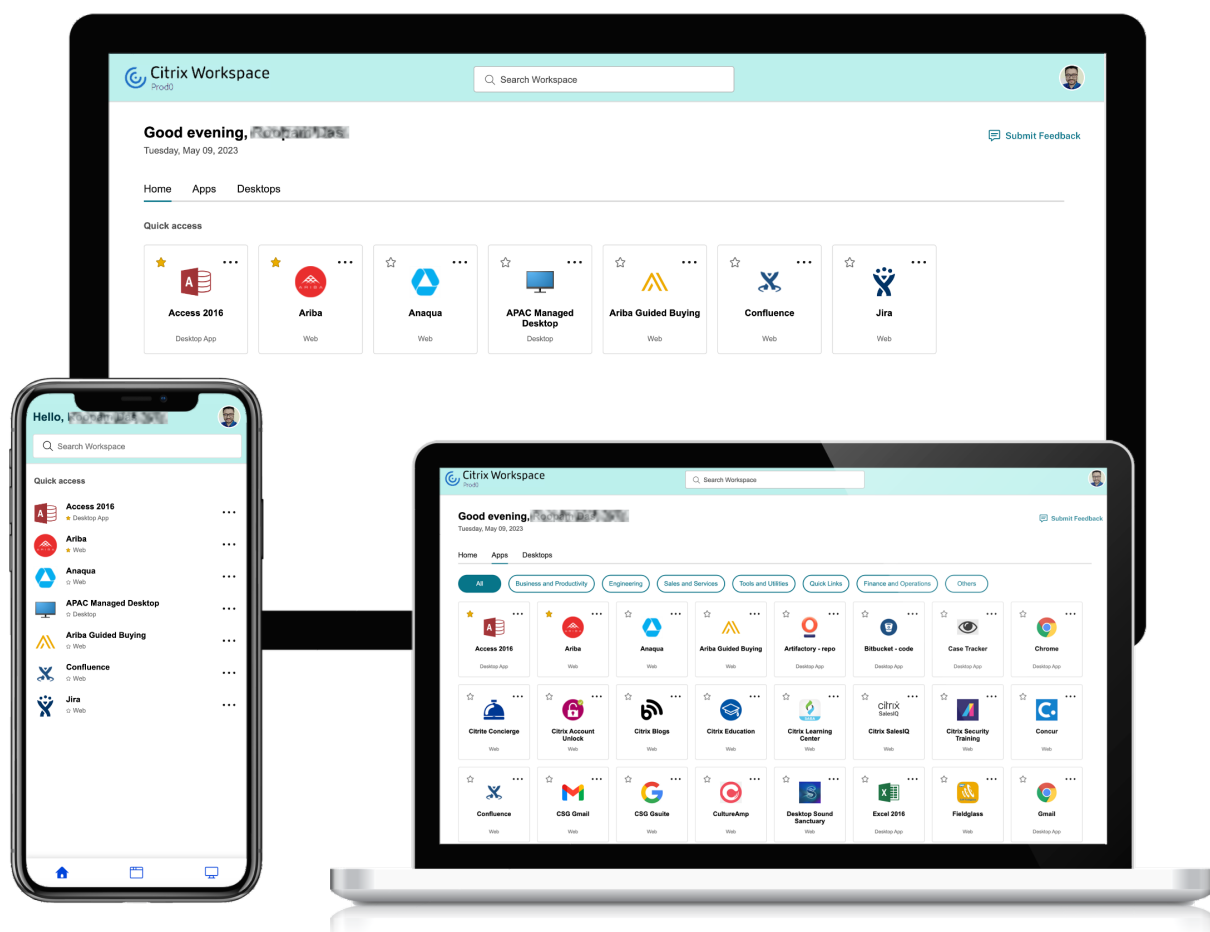 Citrix Workspace
Prod0
Search Workspace
Good evening,
Tuesday, May 09, 2023
Submit Feedback
Home Apps Desktops
Quick access
Access 2016
Desktop App
Ariba
Web
Anaqua
Web
APAC Managed
Desktop
Desktop
Ariba Guided Buying
Web
Confluence
Web
Jira
Web
Hello,
Search Workspace
Quick access
Access 2016
Desktop App
Ariba
Web
Anaqua
Web
APAC Managed Desktop
Desktop
Ariba Guided Buying
Web
Confluence
Web
Jira
Web
Citrix Workspace
Prod0
Search Workspace
Good evening,
Tuesday, May 09, 2023
Submit Feedback
Home Apps Desktops
All Business and Productivity Engineering Sales and Services Tools and Utilities Quick Links Finance and Operations Others
Access 2016
Desktop App
Ariba
Web
Anaqua
Web
Ariba Guided Buying
Web
Artifactory - repo
Desktop App
Bitbucket - code
Desktop App
Case Tracker
Desktop App
Chrome
Desktop App
Citrite Concierge
Web
Citrix Account
Unlock
Web
Citrix Blogs
Web
Citrix Education
Web
Citrix Learning
Center
Web
citrix
SalesIQ
Citrix SalesIQ
Web
Citrix Security
Training
Web
Concur
Web
Confluence
Web
CSG Gmail
Web
CSG Gsuite
Web
CultureAmp
Web
Desktop Sound
Sanctuary
Web
Excel 2016
Desktop App
Fieldglass
Web
Gmail
Desktop App